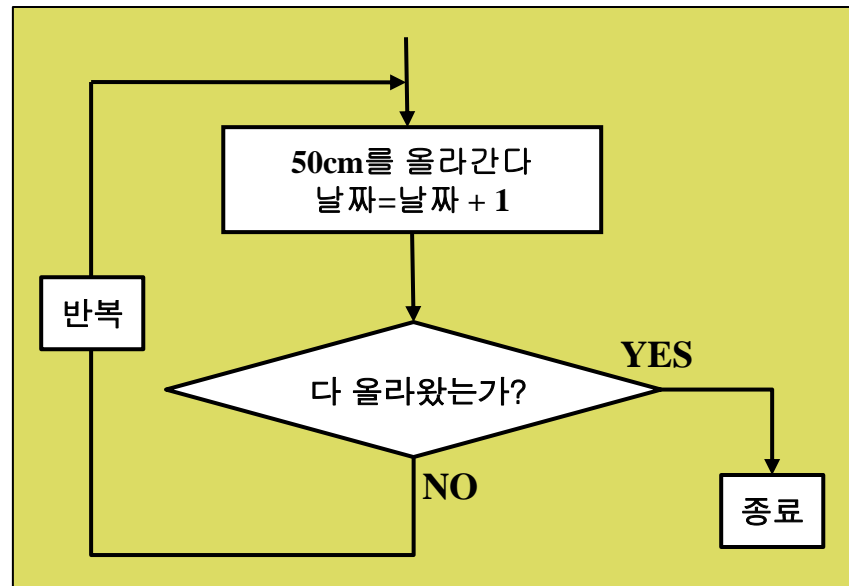 50cm를 올라간다
날짜=날짜 + 1
반복
다 올라왔는가?
YES
NO
종료